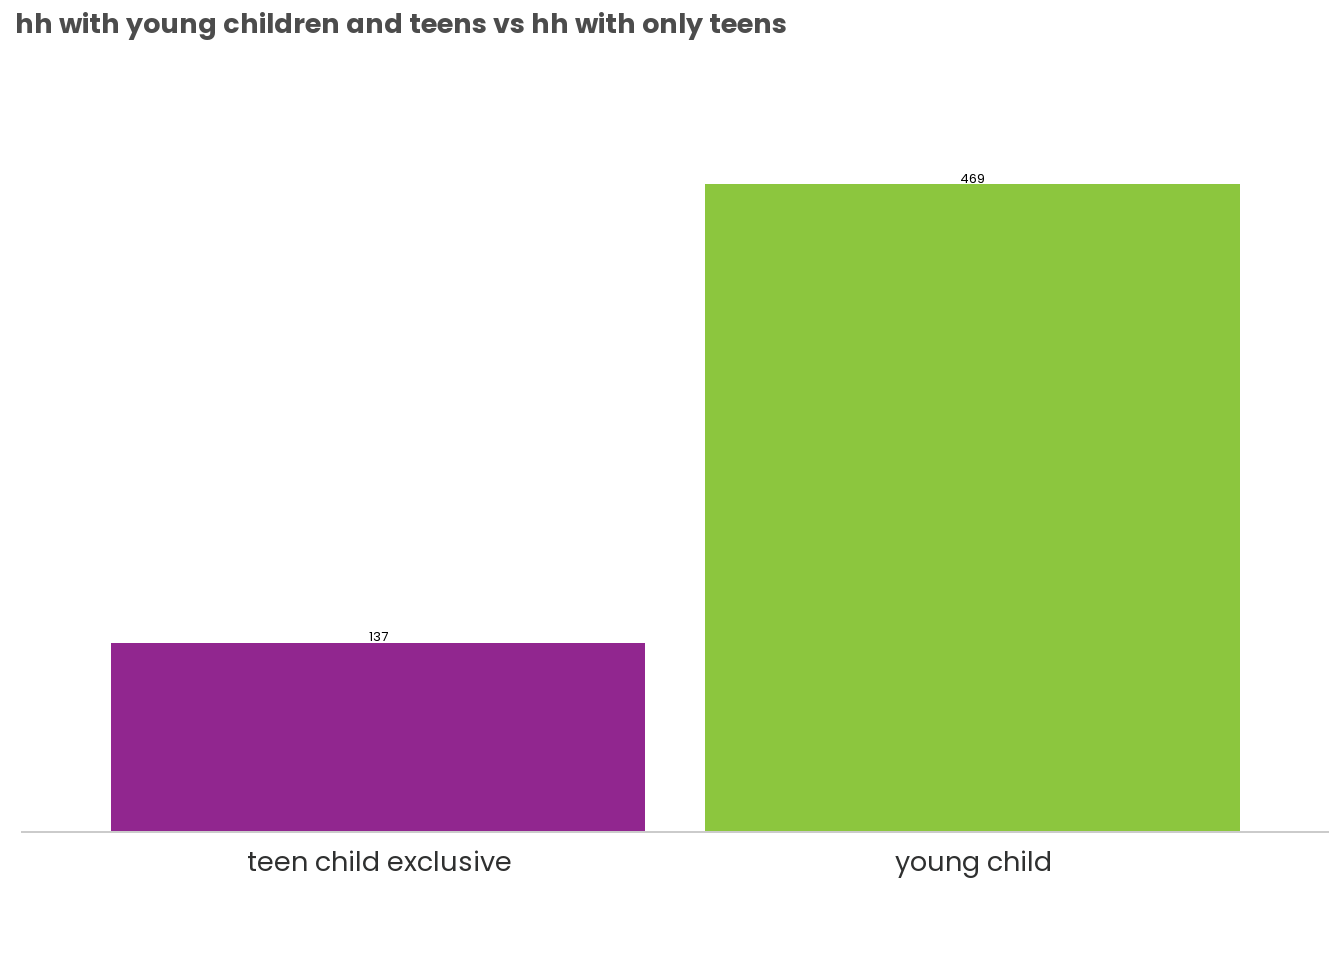 hh with young children and teens vs hh with only teens
469
137
teen child exclusive
young child